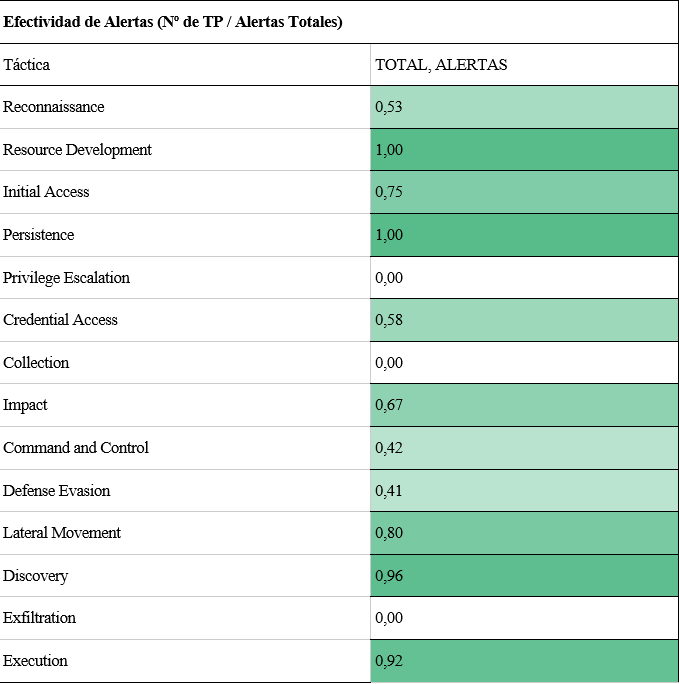 Efectividad de Alertas (Nº de TP / Alertas Totales)
Táctica TOTAL, ALERTAS
Reconnaissance 0,53
Resource Development 1,00
Initial Access 0,75
Persistence 1,00
Privilege Escalation 0,00
Credential Access 0,58
Collection 0,00
Impact 0,67
Command and Control 0,42
Defense Evasion 0,41
Lateral Movement 0,80
Discovery 0,96
Exfiltration 0,00
Execution 0,92